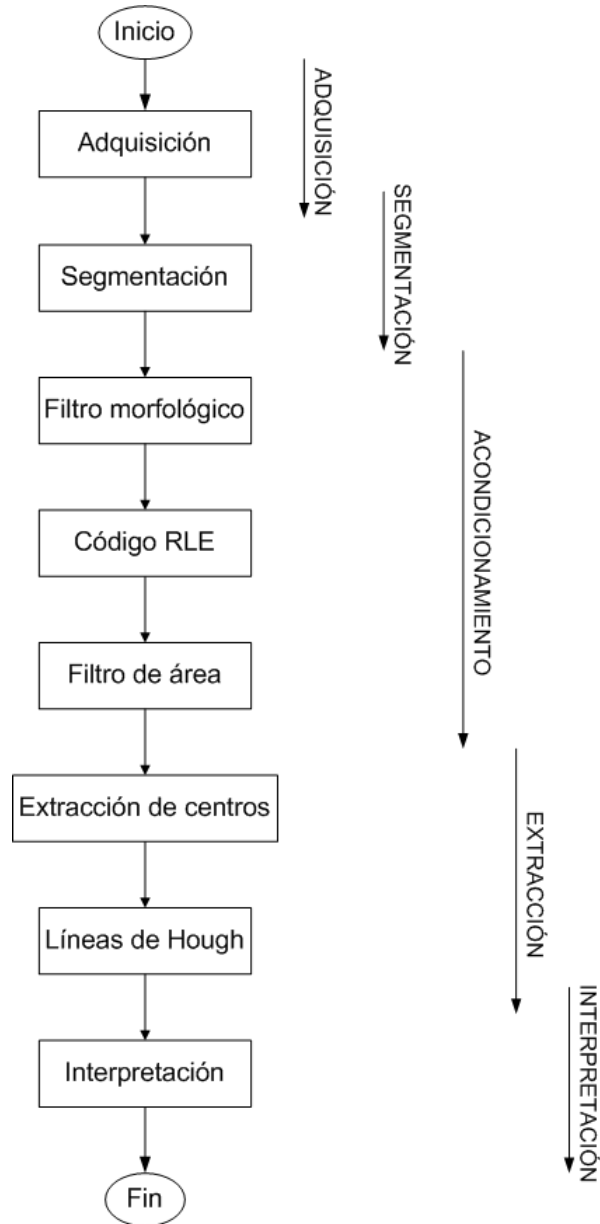 Inicio
Adquisición
Segmentación
Filtro morfológico
Código RLE
Filtro de área
Extracción de centros
Líneas de Hough
Interpretación
Fin
ADQUISICIÓN
SEGMENTACIÓN
ACONDICIONAMIENTO
EXTRACCIÓN
INTERPRETACIÓN